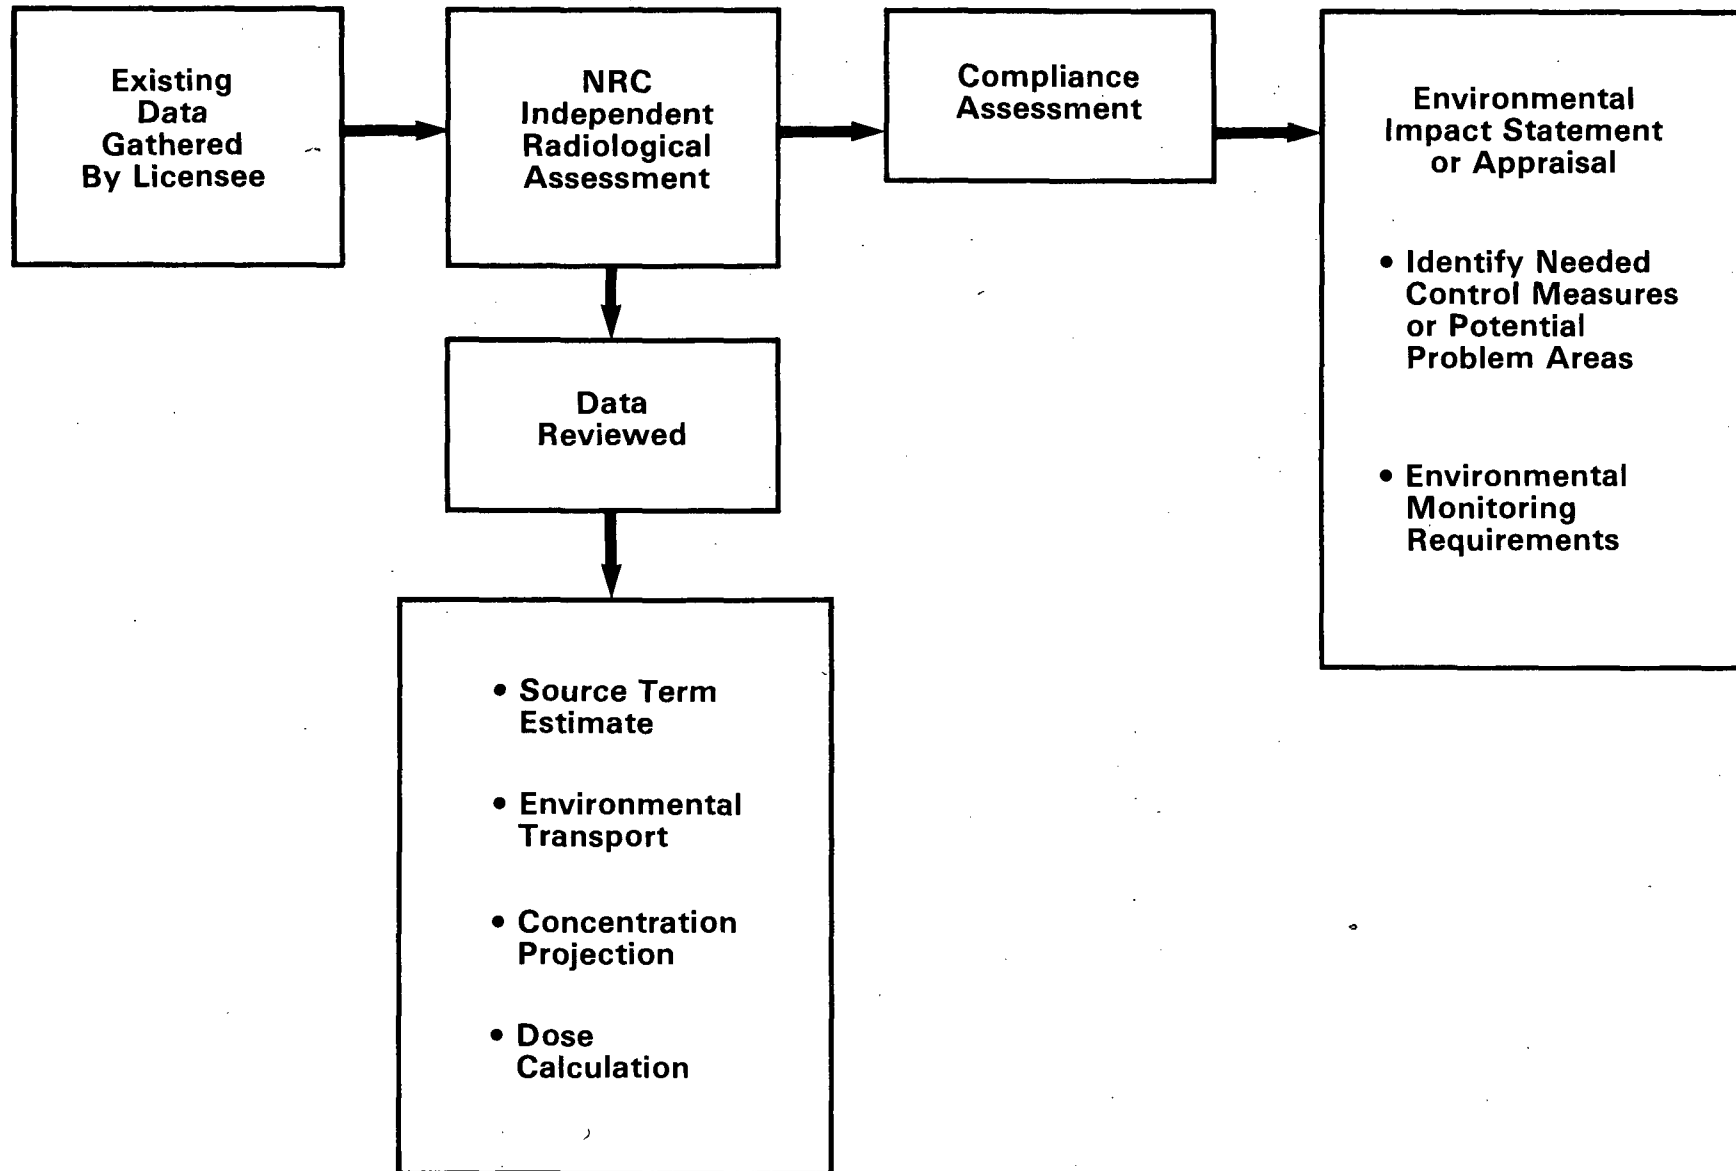 Existing
Data
Gathered
By Licensee
NRC
Independent
Radiological
Assessment
Compliance
Assessment
Environmental
Impact Statement
or Appraisal
• Identify Needed
Control Measures
or Potential
Problem Areas
• Environmental
Monitoring
Requirements
Data
Reviewed
• Source Term
Estimate
• Environmental
Transport
• Concentration
Projection
• Dose
Calculation